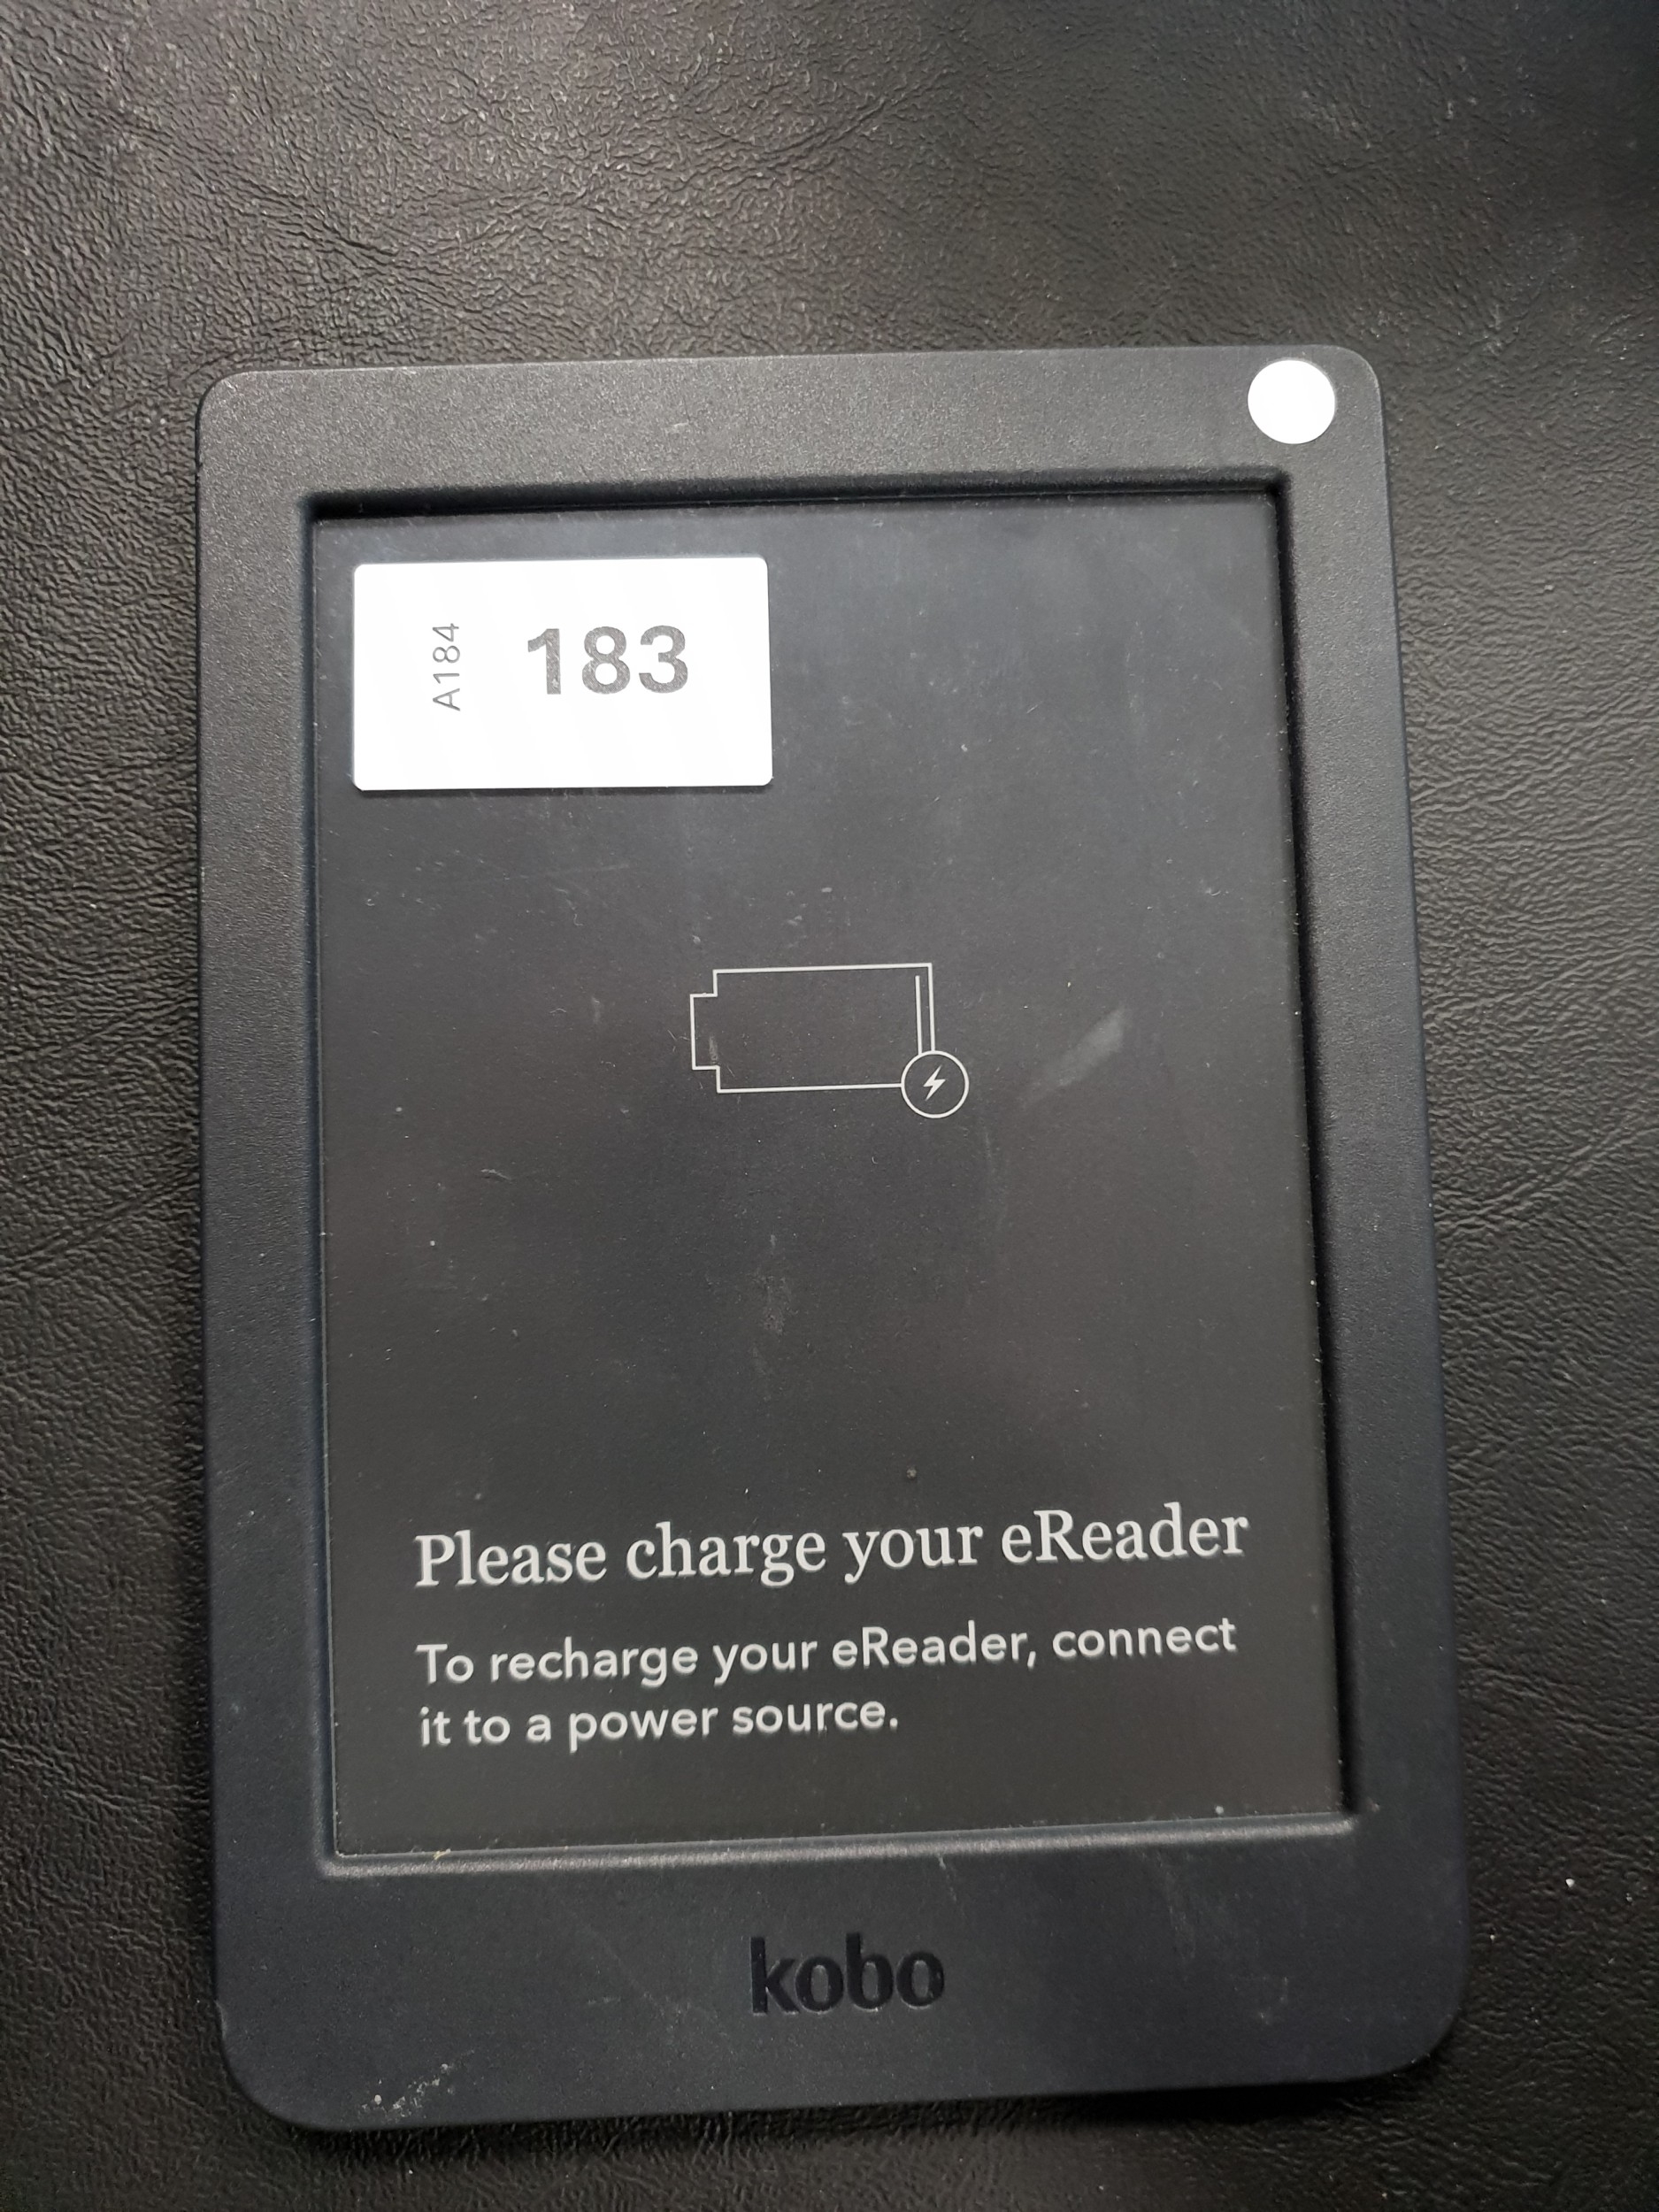 A184
183
Please charge your eReader
To recharge your eReader, connect
it to a power source.
kobo